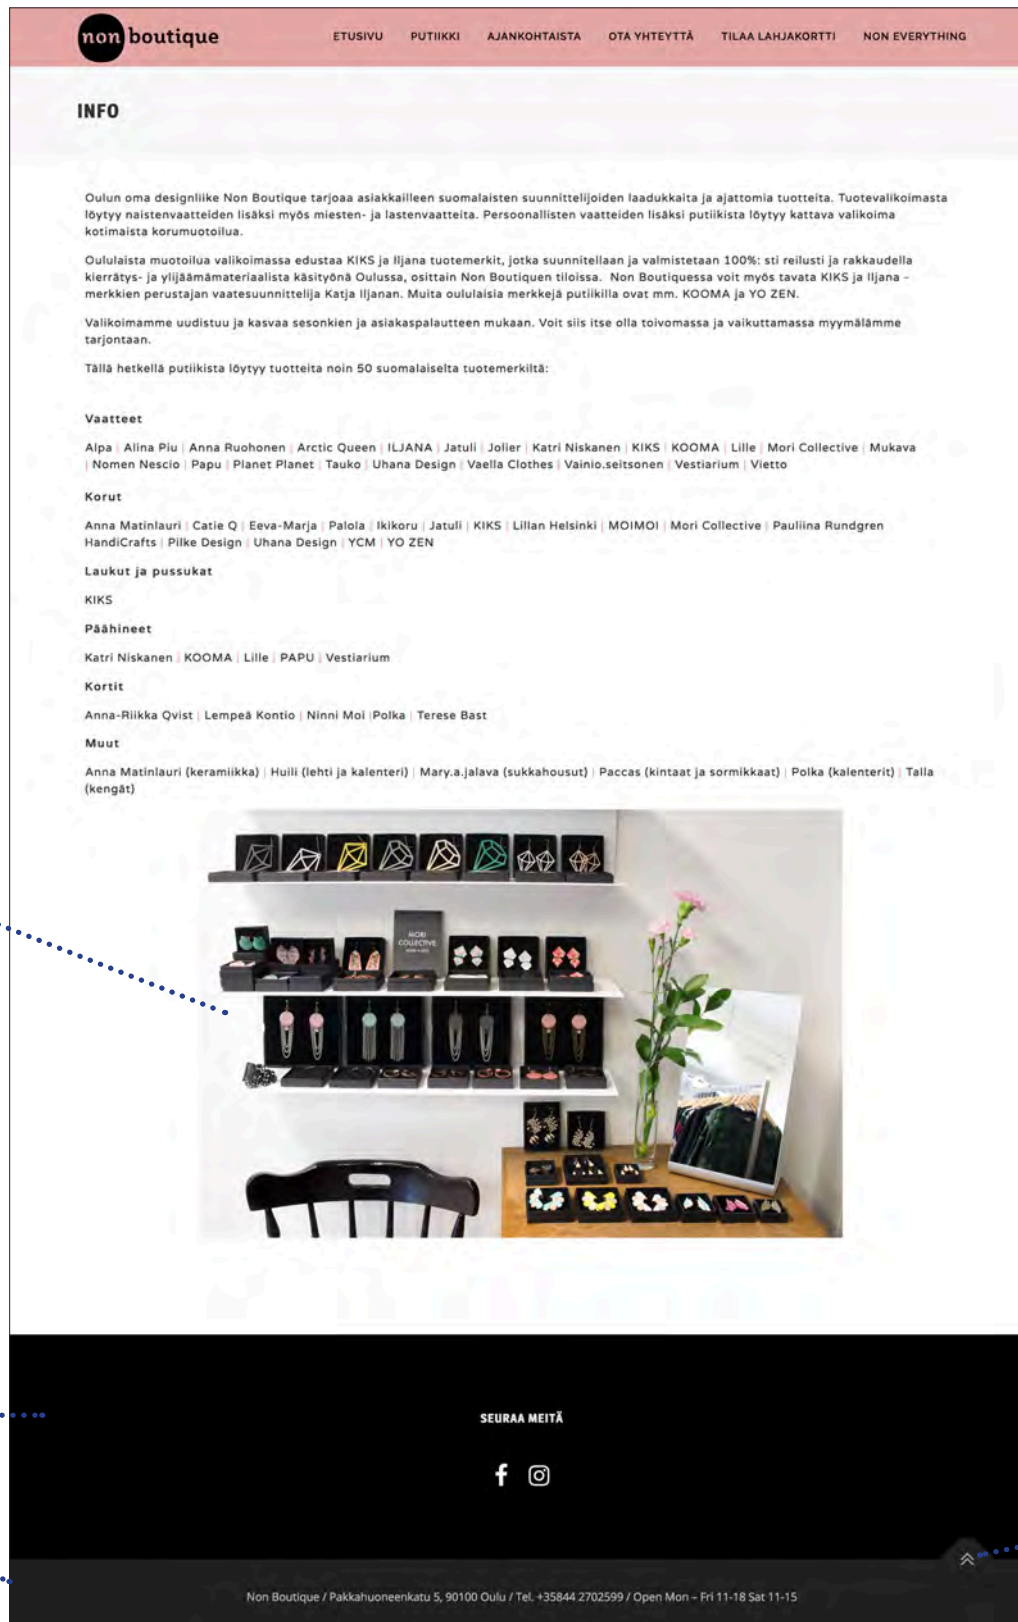 non boutique
ETUSIVU PUTIIKKI AJANKOHTAISTA OTA YHTEYTTÄ TILAA LAHJAKORTTI NON EVERYTHING
INFO
Oulun oma designliike Non Boutique tarjoaa asiakkailleen suomalaisten suunnittelijoiden laadukkaita ja ajattomia tuotteita. Tuotevalikoimasta
löytyy naistenvaatteiden lisäksi myös miesten- ja lastenvaatteita. Persoonallisten vaatteiden lisäksi putiikista löytyy kattava valikoima
kotimaista korumuotoilua.
Oululaista muotoilua valikoimassa edustaa KIKS ja Iljana tuotemerkit, jotka suunnitellaan ja valmistetaan 100%: sti reilusti ja rakkaudella
kierrätys- ja ylijäämämateriaalista käsityönä Oulussa, osittain Non Boutiquen tiloissa. Non Boutiquessa voit myös tavata KIKS ja Iljana –
merkkien perustajan vaatesuunnittelija Katja Iljanan. Muita oululaisia merkkejä putiikilla ovat mm. KOOMA ja YO ZEN.
Valikoimamme uudistuu ja kasvaa sesonkien ja asiakaspalautteen mukaan. Voit siis itse olla toivomassa ja vaikuttamassa myymälämme
tarjontaan.
Tällä hetkellä putiikista löytyy tuotteita noin 50 suomalaiselta tuotemerkiltä:
Vaatteet
Alpa | Alina Piu | Anna Ruohonen | Arctic Queen | ILJANA | Jatuli | Jolier | Katri Niskanen | KIKS | KOOMA | Lille | Mori Collective | Mukava
| Nomen Nescio | Papu | Planet Planet | Tauko | Uhana Design | Vaella Clothes | Vainio.seitsonen | Vestiarium | Vietto
Korut
Anna Matinlauri | Catie Q | Eeva-Marja | Palola | Ikikoru | Jatuli | KIKS | Lillan Helsinki | MOIMOI | Mori Collective | Pauliina Rundgren
HandiCrafts | Pilke Design | Uhana Design | YCM | YO ZEN
Laukut ja pussukat
KIKS
Päähineet
Katri Niskanen | KOOMA | Lille | PAPU | Vestiarium
Kortit
Anna-Riikka Qvist | Lempeä Kontio | Ninni Moi |Polka | Terese Bast
Muut
Anna Matinlauri (keramiikka) | Huili (lehti ja kalenteri) | Mary.a.jalava (sukkahousut) | Paccas (kintaat ja sormikkaat) | Polka (kalenterit) | Talla
(kengät)
MORI
COLLECTIVE
SEURAA MEITÄ
Non Boutique / Pakkahuoneenkatu 5, 90100 Oulu / Tel. +35844 2702599 / Open Mon – Fri 11-18 Sat 11-15